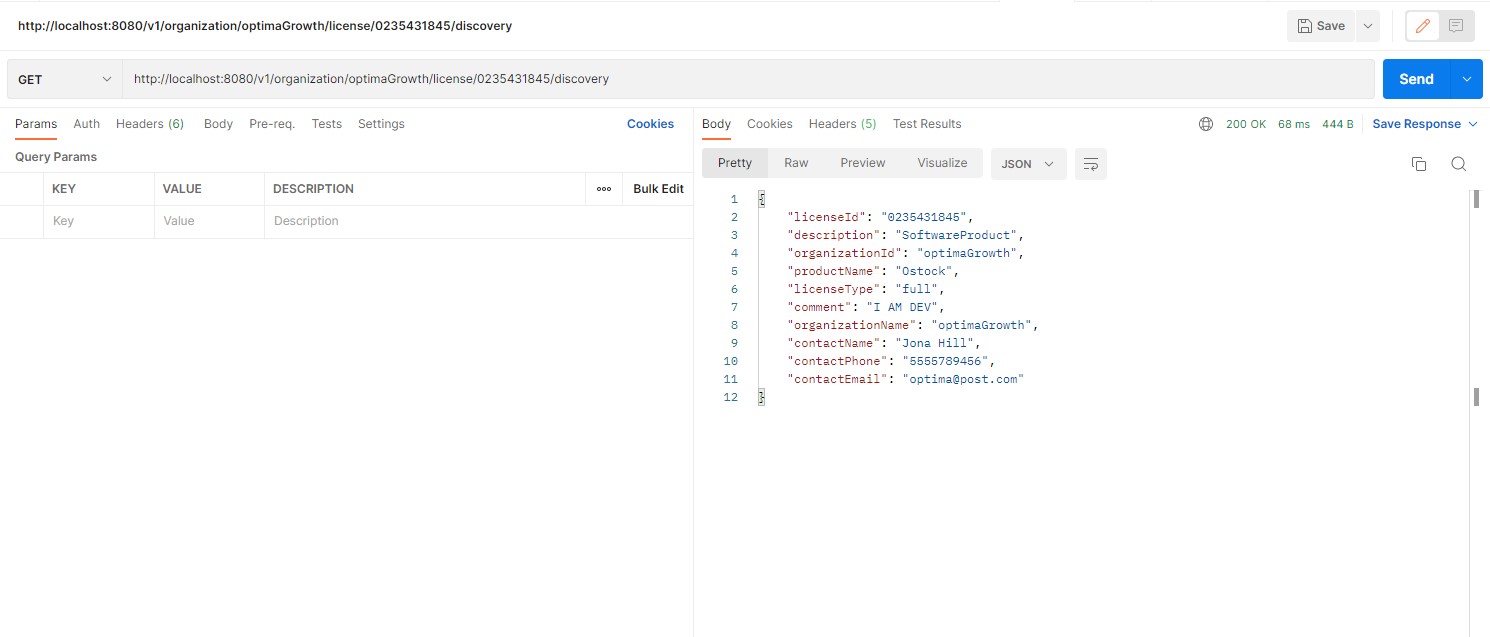 http://localhost:8080/v1/organization/optimaGrowth/license/0235431845/discovery
Save
GET
http://localhost:8080/v1/organization/optimaGrowth/license/0235431845/discovery
Send
Params Auth Headers (6) Body Pre-req. Tests Settings Cookies
Query Params
KEY VALUE DESCRIPTION ooo Bulk Edit
Key Value Description
Body Cookies Headers (5) Test Results 200 OK 68 ms 444 B Save Response
Pretty Raw Preview Visualize JSON
1 {
2 "licenseId": "0235431845",
3 "description": "SoftwareProduct",
4 "organizationId": "optimaGrowth",
5 "productName": "Ostock",
6 "licenseType": "full",
7 "comment": "I AM DEV",
8 "organizationName": "optimaGrowth",
9 "contactName": "Jona Hill",
10 "contactPhone": "5555789456",
11 "contactEmail": "optima@post.com"
12 }